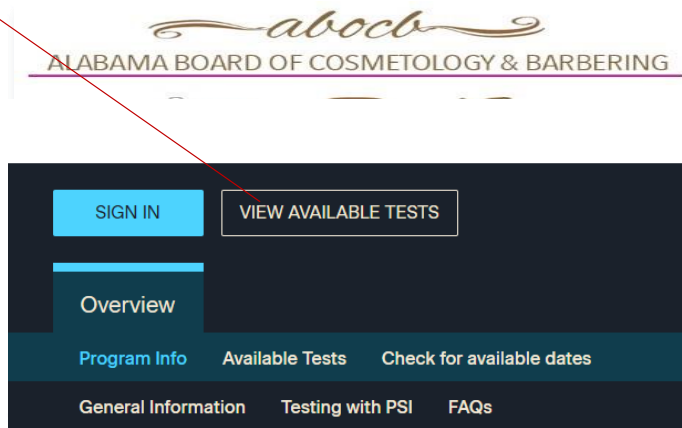 abocb
ALABAMA BOARD OF COSMETOLOGY & BARBERING
SIGN IN VIEW AVAILABLE TESTS
Overview
Program Info Available Tests Check for available dates
General Information Testing with PSI FAQs